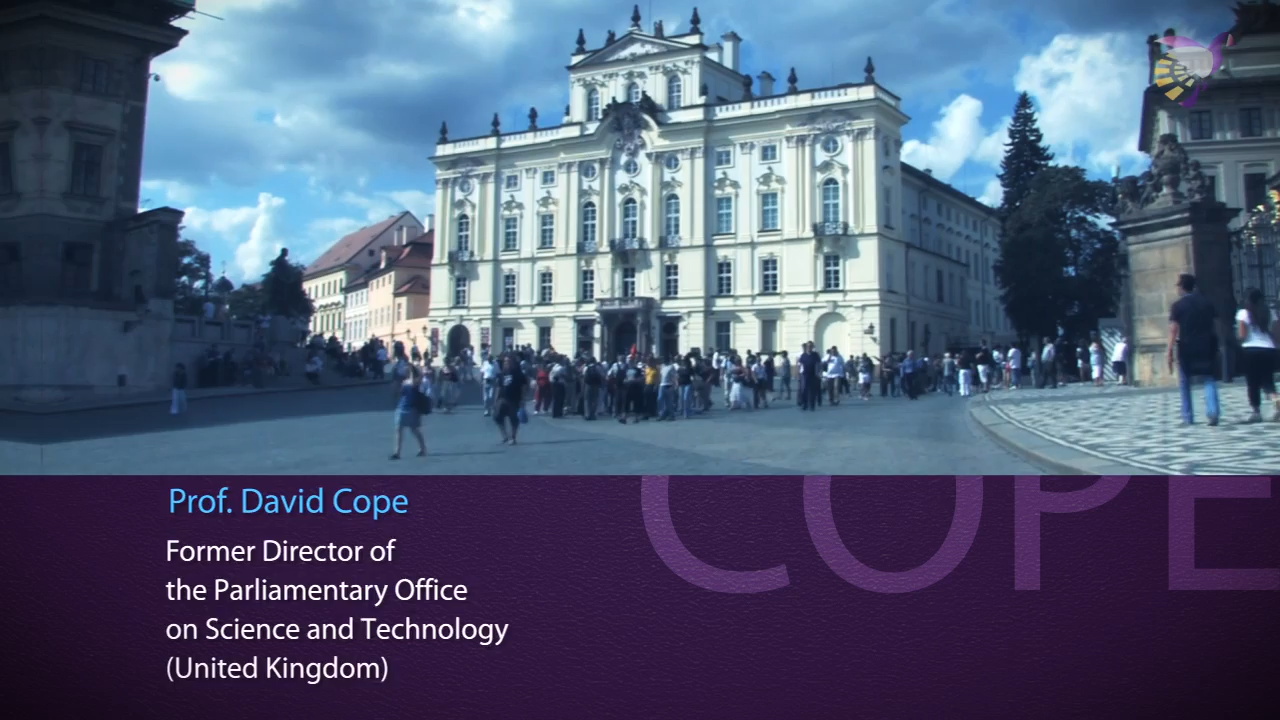 Prof. David Cope
Former Director of
the Parliamentary Office
on Science and Technology
(United Kingdom)
COPE